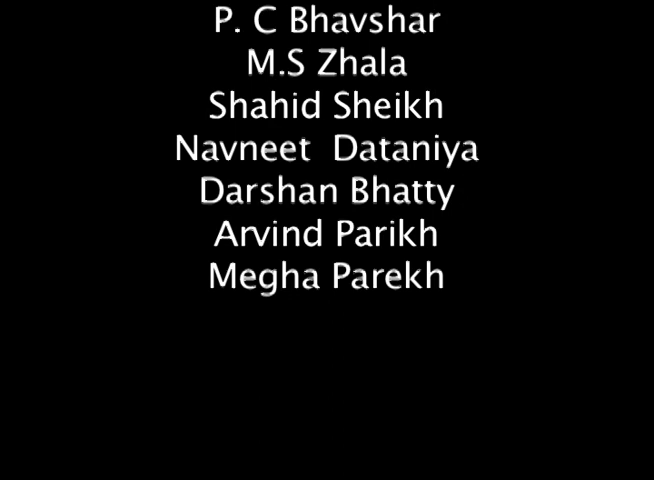 P. C Bhavshar
M.S Zhala
Shahid Sheikh
Navneet  Dataniya
Darshan Bhatty
Arvind Parikh
Megha Parekh